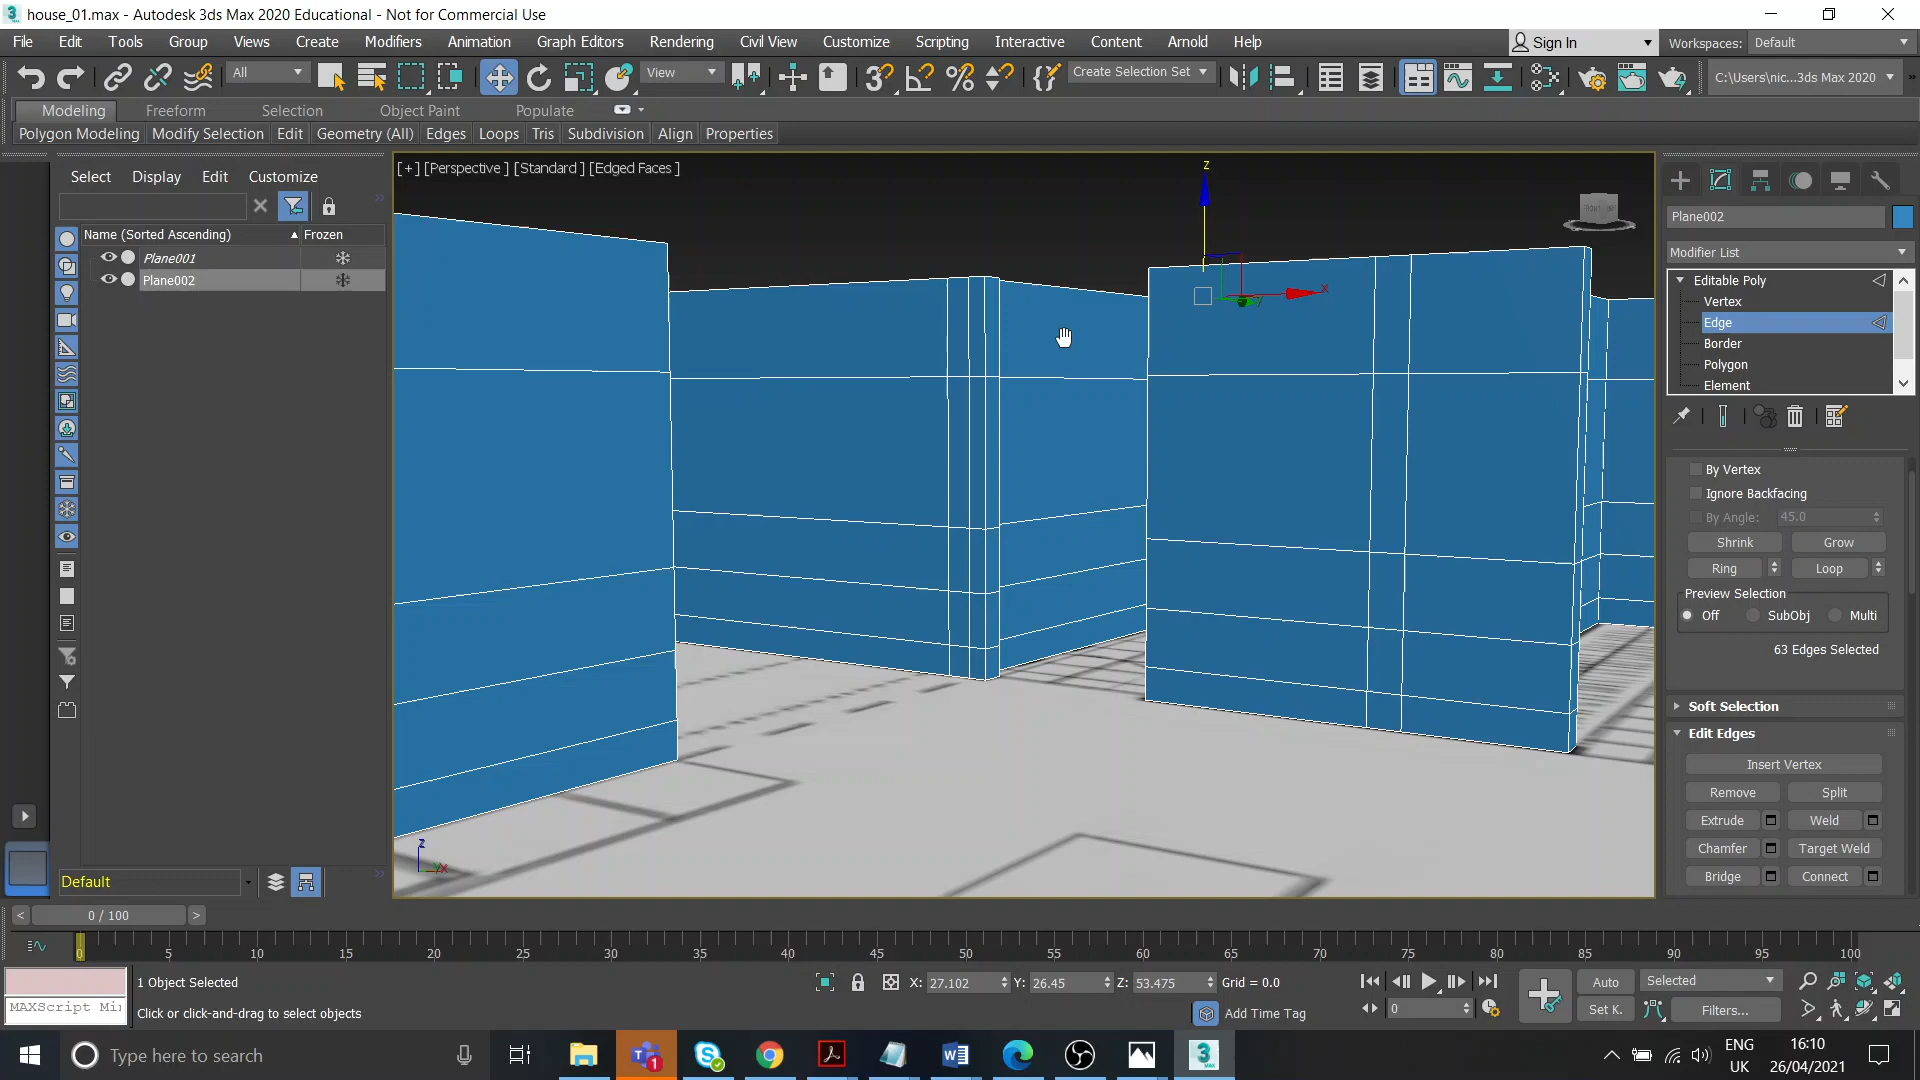 house_01.max - Autodesk 3ds Max 2020 Educational - Not for Commercial Use
File Edit Tools Group Views Create Modifiers Animation Graph Editors Rendering Civil View Customize Scripting Interactive Content Arnold Help
Sign In
Workspaces: Default
All
View
Create Selection Set
C:\Users\nic...3ds Max 2020
Modeling Freeform Selection Object Paint Populate
Polygon Modeling Modify Selection Edit Geometry (All) Edges Loops Tris Subdivision Align Properties
Select Display Edit Customize
Name (Sorted Ascending) Frozen
Plane001
Plane002
Default
[+] [Perspective ] [Standard ] [Edged Faces ]
z
x
y
z
x
Plane002
Modifier List
Editable Poly
Vertex
Edge
Border
Polygon
Element
By Vertex
Ignore Backfacing
By Angle: 45.0
Shrink Grow
Ring Loop
Preview Selection
Off SubObj Multi
63 Edges Selected
Soft Selection
Edit Edges
Insert Vertex
Remove Split
Extrude Weld
Chamfer Target Weld
Bridge Connect
< 0 / 100 >
0 5 10 15 20 25 30 35 40 45 50 55 60 65 70 75 80 85 90 95 100
1 Object Selected
X: 27.102 Y: 26.45 Z: 53.475 Grid = 0.0
Auto Selected
MAXScript Mi
Click or click-and-drag to select objects
Add Time Tag
0
Set K. Filters...
Type here to search
1
ENG
UK
16:10
26/04/2021